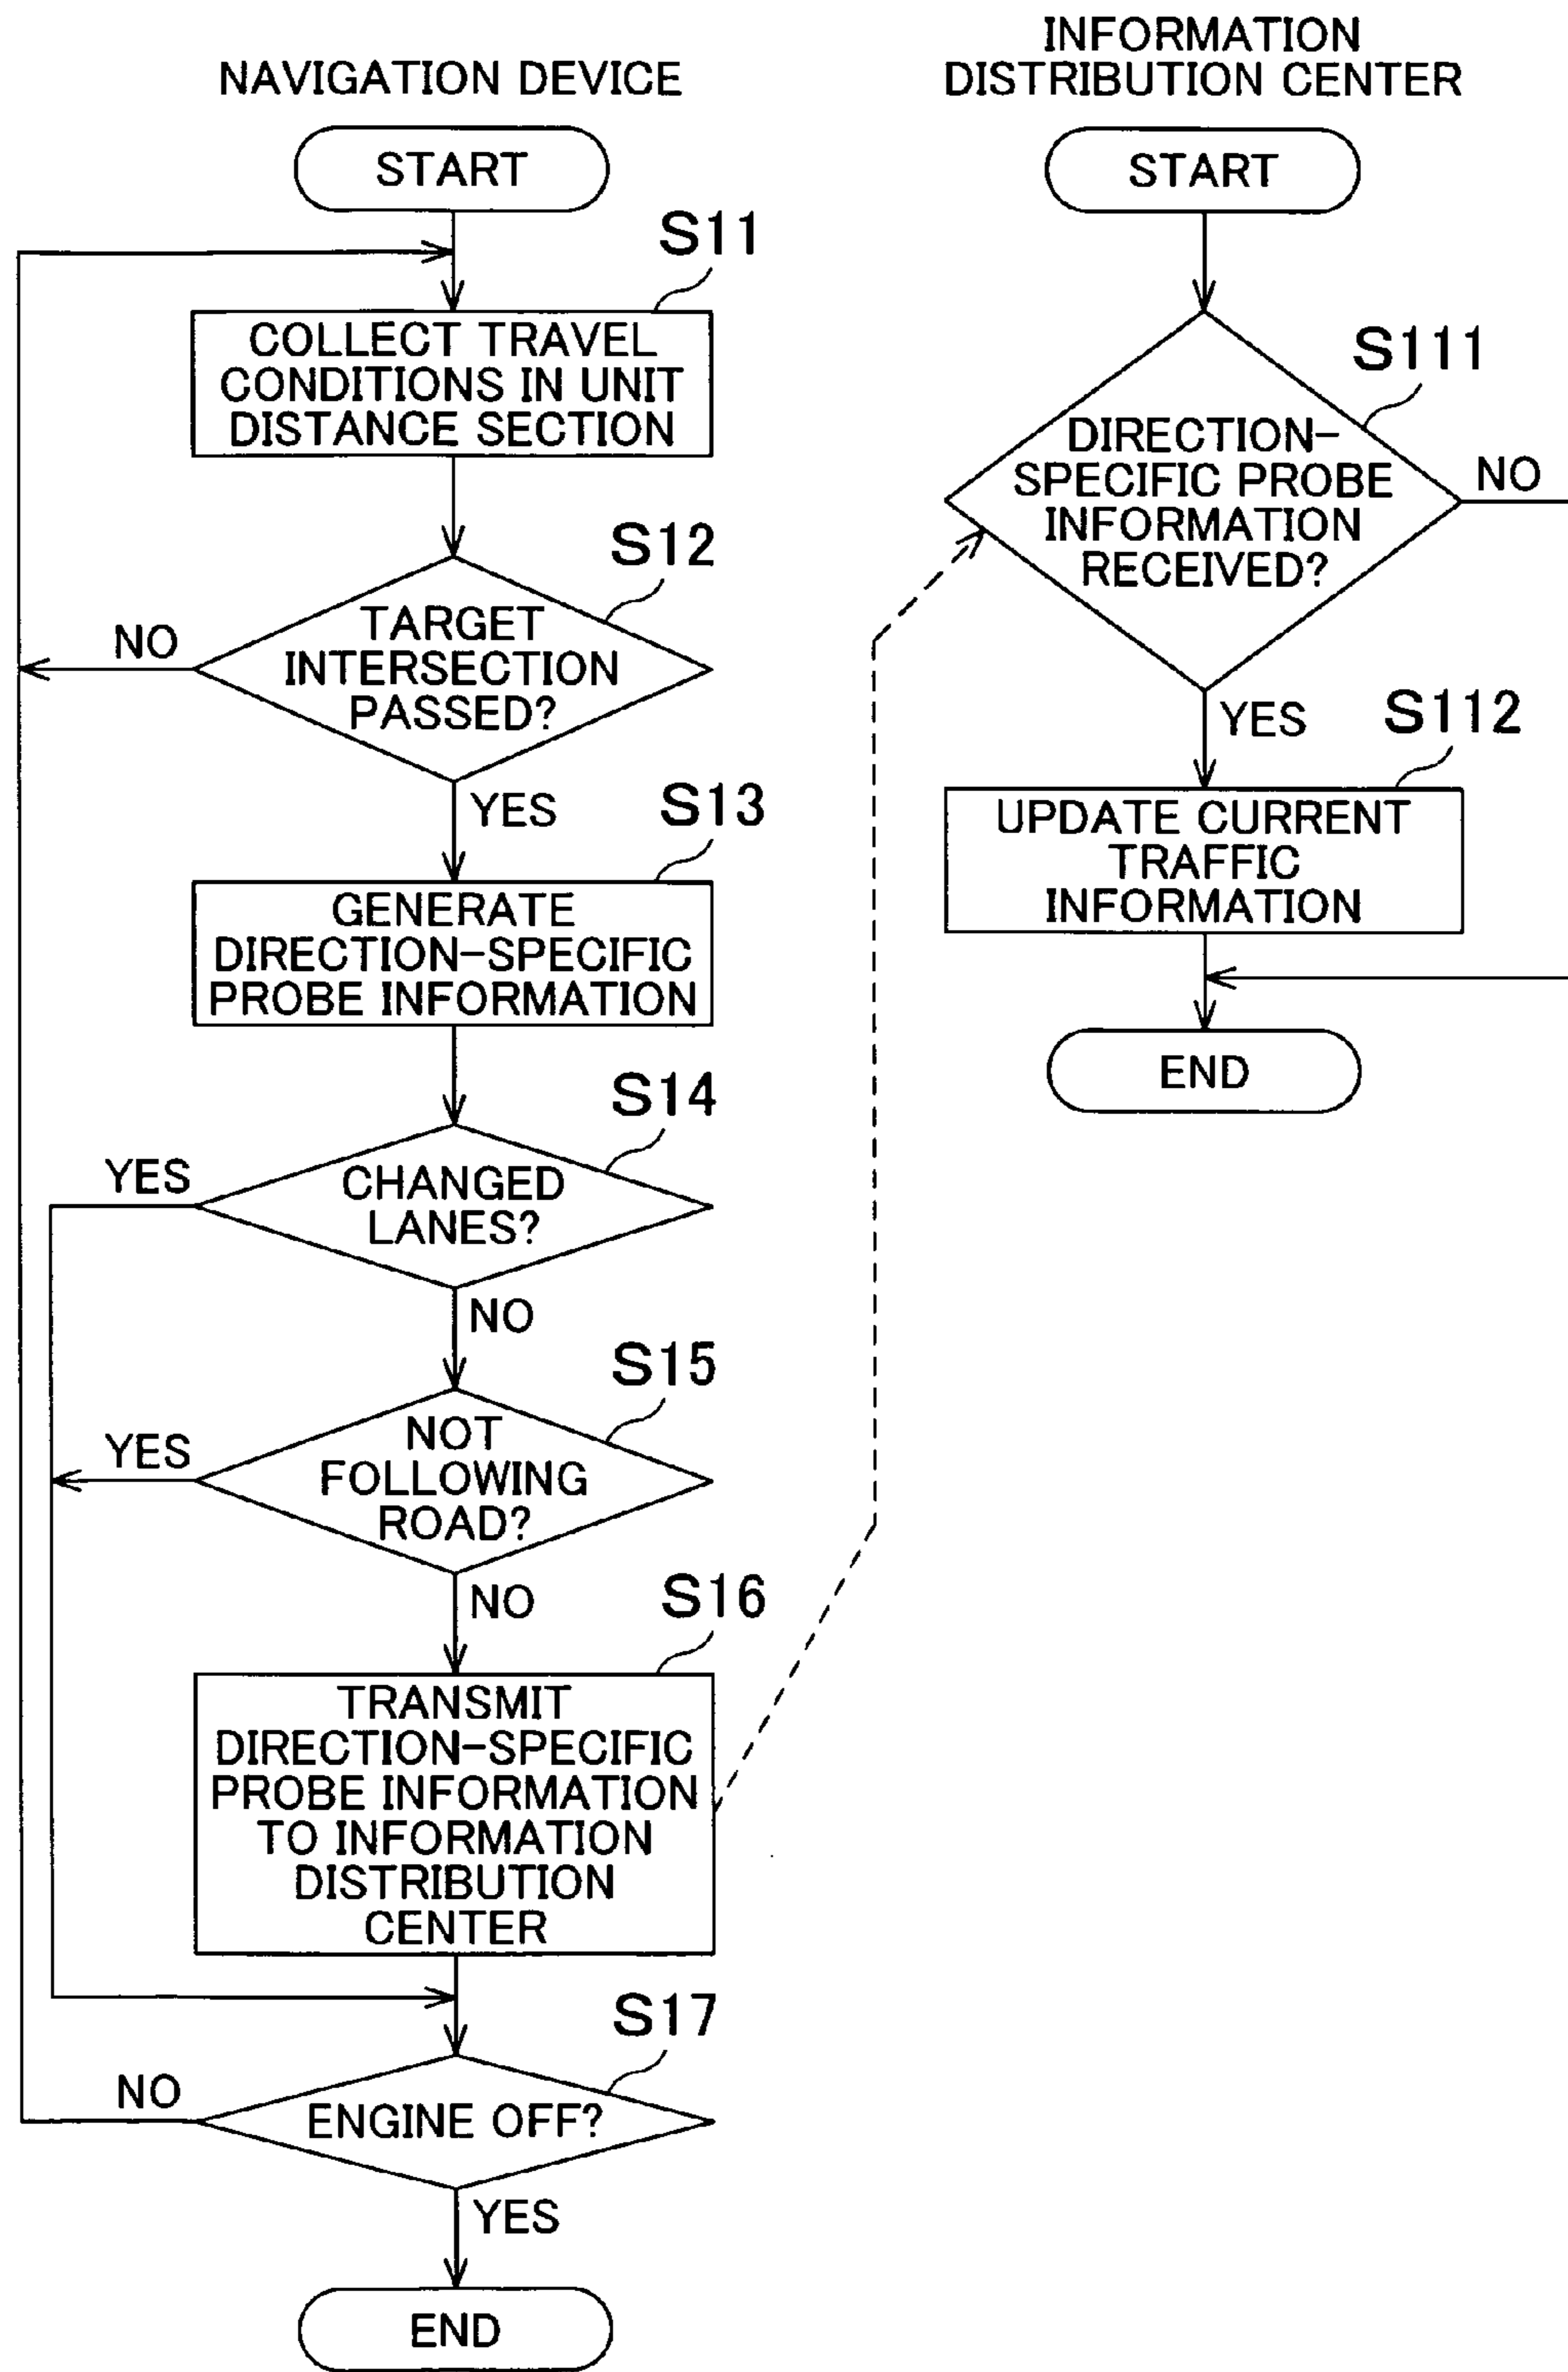 NAVIGATION DEVICE
START
S11
COLLECT TRAVEL
CONDITIONS IN UNIT
DISTANCE SECTION
S12
NO
TARGET
INTERSECTION
PASSED?
YES
S13
GENERATE
DIRECTION-SPECIFIC
PROBE INFORMATION
S14
YES
CHANGED
LANES?
NO
S15
YES
NOT
FOLLOWING
ROAD?
NO
S16
TRANSMIT
DIRECTION-SPECIFIC
PROBE INFORMATION
TO INFORMATION
DISTRIBUTION
CENTER
S17
NO
ENGINE OFF?
YES
END
INFORMATION
DISTRIBUTION CENTER
START
S111
DIRECTION-
SPECIFIC PROBE
INFORMATION
RECEIVED?
NO
YES
S112
UPDATE CURRENT
TRAFFIC
INFORMATION
END